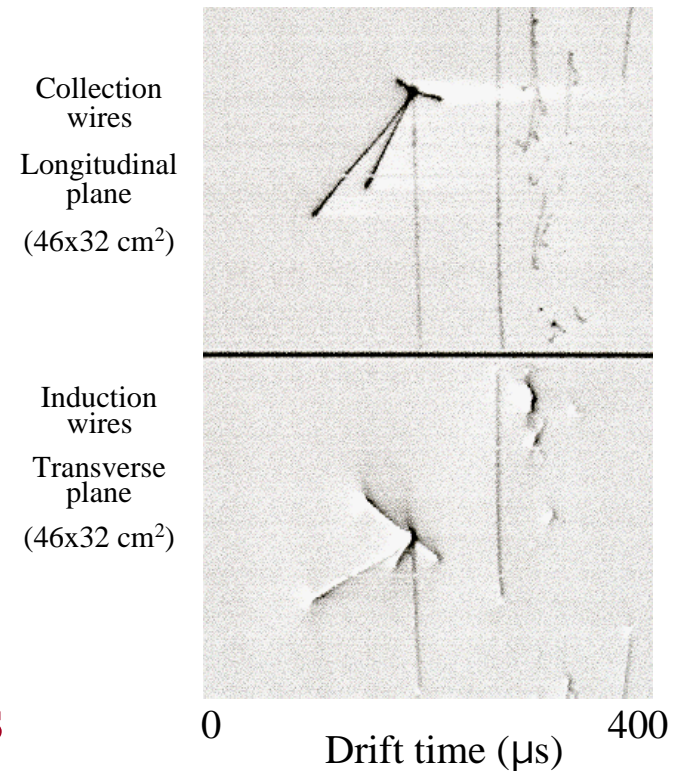 Collection
wires
Longitudinal
plane
(46x32 cm²)
Induction
wires
Transverse
plane
(46x32 cm²)
0
400
Drift time (μs)